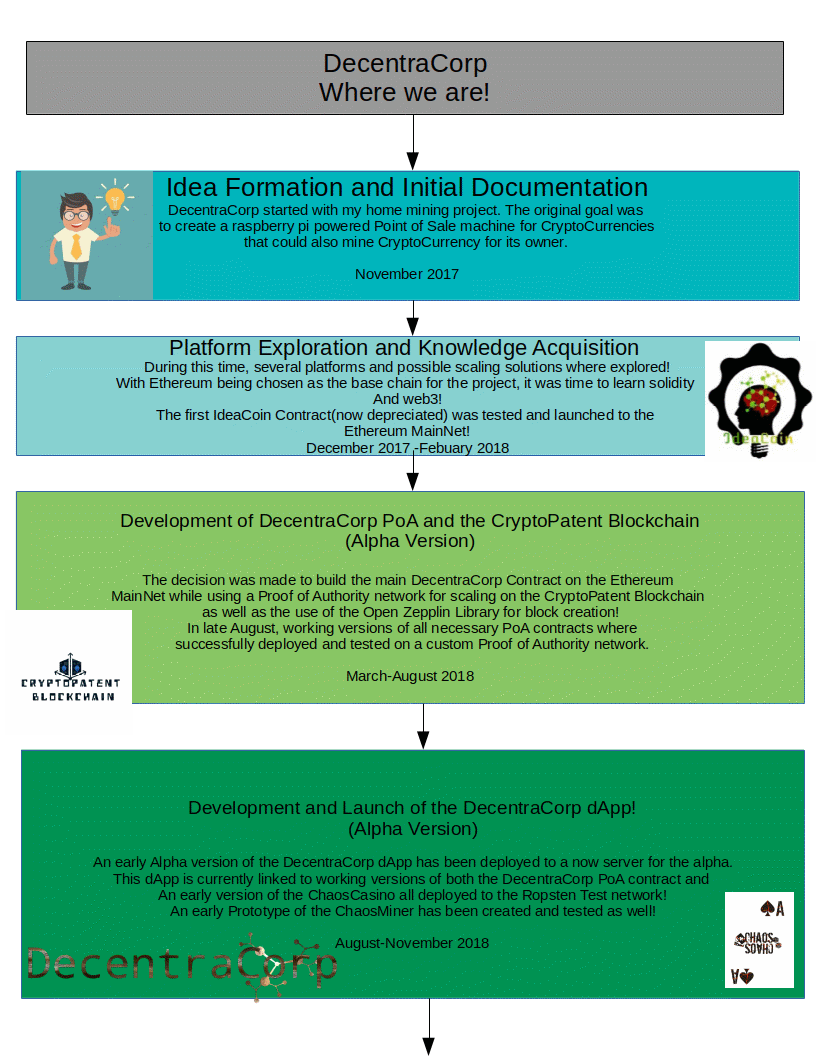 DecentraCorp
Where we are!
Idea Formation and Initial Documentation
DecentraCorp started with my home mining project. The original goal was
to create a raspberry pi powered Point of Sale machine for CryptoCurrencies
that could also mine CryptoCurrency for its owner.
November 2017
Platform Exploration and Knowledge Acquisition
During this time, several platforms and possible scaling solutions where explored!
With Ethereum being chosen as the base chain for the project, it was time to learn solidity
And web3!
The first IdeaCoin Contract(now depreciated) was tested and launched to the
Ethereum MainNet!
December 2017 -Febuary 2018
IdeaCoin
Development of DecentraCorp PoA and the CryptoPatent Blockchain
(Alpha Version)
The decision was made to build the main DecentraCorp Contract on the Ethereum
MainNet while using a Proof of Authority network for scaling on the CryptoPatent Blockchain
as well as the use of the Open Zepplin Library for block creation!
In late August, working versions of all necessary PoA contracts where
successfully deployed and tested on a custom Proof of Authority network.
March-August 2018
CRYPTOPATENT
BLOCKCHAIN
Development and Launch of the DecentraCorp dApp!
(Alpha Version)
An early Alpha version of the DecentraCorp dApp has been deployed to a now server for the alpha.
This dApp is currently linked to working versions of both the DecentraCorp PoA contract and
An early version of the ChaosCasino all deployed to the Ropsten Test network!
An early Prototype of the ChaosMiner has been created and tested as well!
August-November 2018
DecentraCorp
A
CHAOS
CHAOS
A